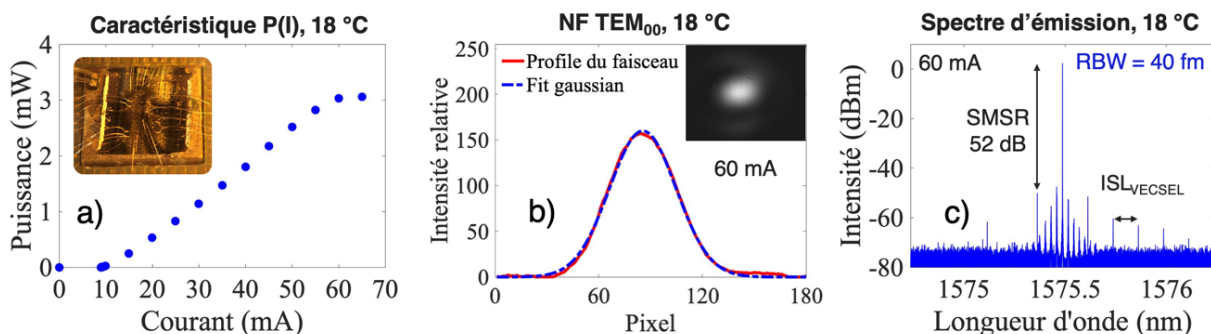 Caractéristique P(I), 18 °C
4
3
2
1
0
Puissance (mW)
a)
0 10 20 30 40 50 60 70
Courant (mA)
NF TEM₀₀, 18 °C
250
200
150
100
50
0
Intensité relative
Profile du faisceau
Fit gaussian
60 mA
b)
0 60 120 180
Pixel
Spectre d'émission, 18 °C
60 mA
RBW = 40 fm
0
-20
-40
-60
-80
Intensité (dBm)
SMSR
52 dB
ISL_VECSEL
c)
1575 1575.5 1576
Longueur d'onde (nm)